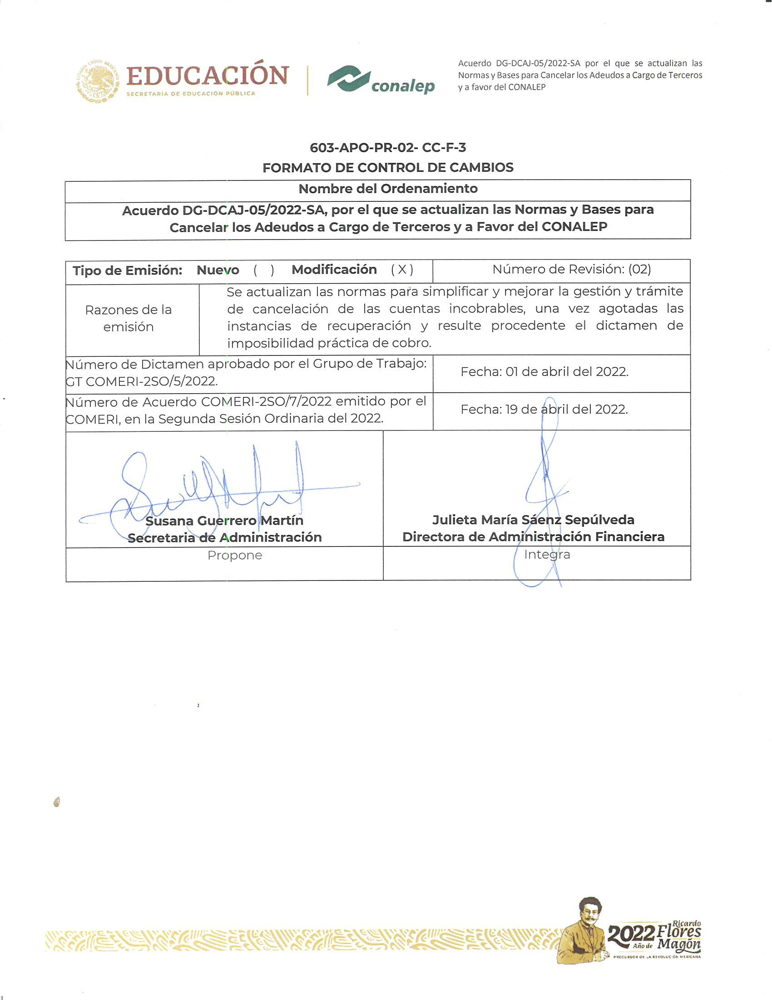 EDUCACIÓN
SECRETARÍA DE EDUCACIÓN PÚBLICA
conalep
Acuerdo DG-DCAJ-05/2022-SA por el que se actualizan las
Normas y Bases para Cancelar los Adeudos a Cargo de Terceros
y a favor del CONALEP
603-APO-PR-02- CC-F-3
FORMATO DE CONTROL DE CAMBIOS
Nombre del Ordenamiento
Acuerdo DG-DCAJ-05/2022-SA, por el que se actualizan las Normas y Bases para
Cancelar los Adeudos a Cargo de Terceros y a Favor del CONALEP
Tipo de Emisión: Nuevo ( ) Modificación ( X )
Número de Revisión: (02)
Razones de la
emisión
Se actualizan las normas para simplificar y mejorar la gestión y trámite
de cancelación de las cuentas incobrables, una vez agotadas las
instancias de recuperación y resulte procedente el dictamen de
imposibilidad práctica de cobro.
Número de Dictamen aprobado por el Grupo de Trabajo:
GT COMERI-2SO/5/2022.
Fecha: 01 de abril del 2022.
Número de Acuerdo COMERI-2SO/7/2022 emitido por el
COMERI, en la Segunda Sesión Ordinaria del 2022.
Fecha: 19 de abril del 2022.
Susana Guerrero Martín
Secretaria de Administración
Julieta María Sáenz Sepúlveda
Directora de Administración Financiera
Propone
Integra
2022 Ricardo
Flores
Año de Magón
PRECURSOR DE LA REVOLUCIÓN MEXICANA